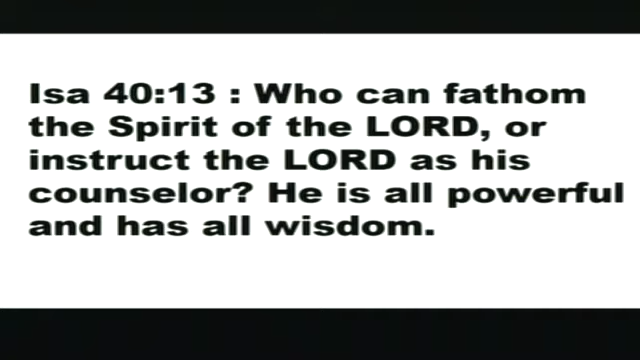 Isa 40:13 : Who can fathom
the Spirit of the LORD, or
instruct the LORD as his
counselor? He is all powerful
and has all wisdom.